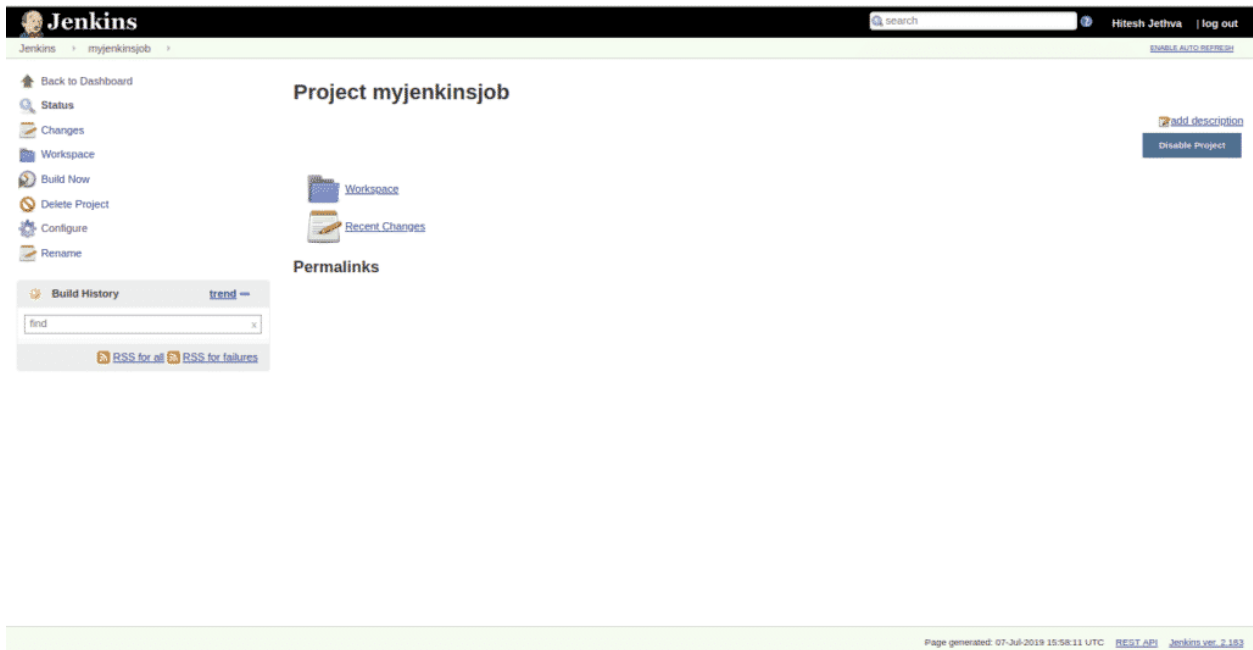 Jenkins
search
Hitesh Jethva | log out
Jenkins myjenkinsjob
ENABLE AUTO REFRESH
Back to Dashboard
Status
Changes
Workspace
Build Now
Delete Project
Configure
Rename
Build History trend
find x
RSS for all RSS for failures
Project myjenkinsjob
add description
Disable Project
Workspace
Recent Changes
Permalinks
Page generated: 07-Jul-2019 15:58:11 UTC REST API Jenkins ver. 2.163